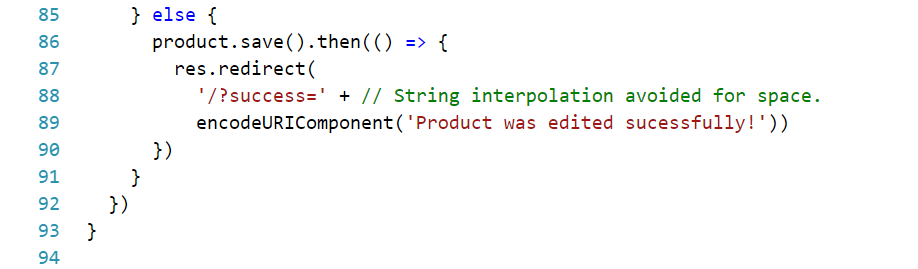 85 } else {
86 product.save().then(() => {
87 res.redirect(
88 '/?success=' + // String interpolation avoided for space.
89 encodeURIComponent('Product was edited sucessfully!'))
90 })
91 }
92 })
93 }
94